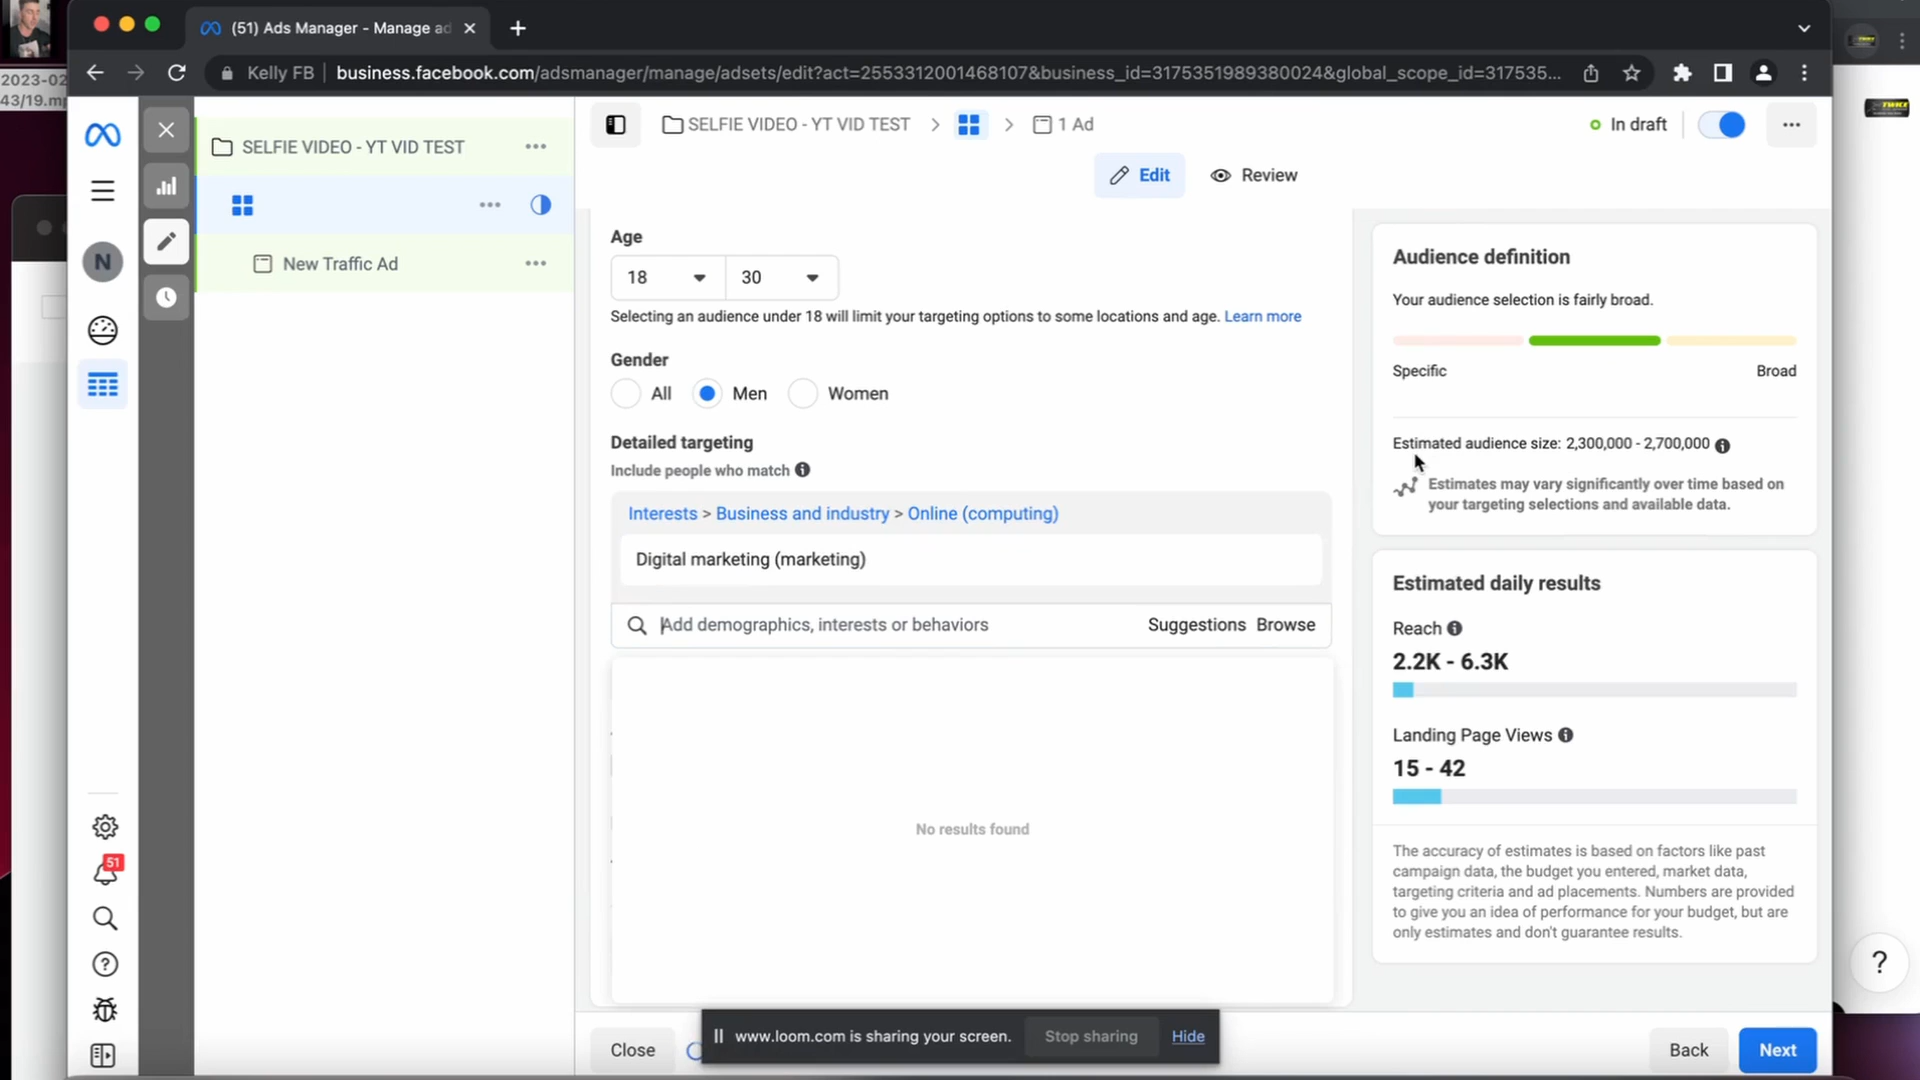 (51) Ads Manager - Manage ad
2023-02
43/19.mp
Kelly FB
business.facebook.com/adsmanager/manage/adsets/edit?act=2553312001468107&business_id=3175351989380024&global_scope_id=317535...
SELFIE VIDEO - YT VID TEST
1 Ad
In draft
SELFIE VIDEO - YT VID TEST
Edit
Review
N
New Traffic Ad
Age
18
30
Selecting an audience under 18 will limit your targeting options to some locations and age. Learn more
Gender
All
Men
Women
Detailed targeting
Include people who match
Interests > Business and industry > Online (computing)
Digital marketing (marketing)
Add demographics, interests or behaviors
Suggestions
Browse
No results found
Audience definition
Your audience selection is fairly broad.
Specific
Broad
Estimated audience size: 2,300,000 - 2,700,000
Estimates may vary significantly over time based on
your targeting selections and available data.
Estimated daily results
Reach
2.2K - 6.3K
Landing Page Views
15 - 42
The accuracy of estimates is based on factors like past
campaign data, the budget you entered, market data,
targeting criteria and ad placements. Numbers are provided
to give you an idea of performance for your budget, but are
only estimates and don't guarantee results.
51
?
?
Close
www.loom.com is sharing your screen.
Stop sharing
Hide
Back
Next